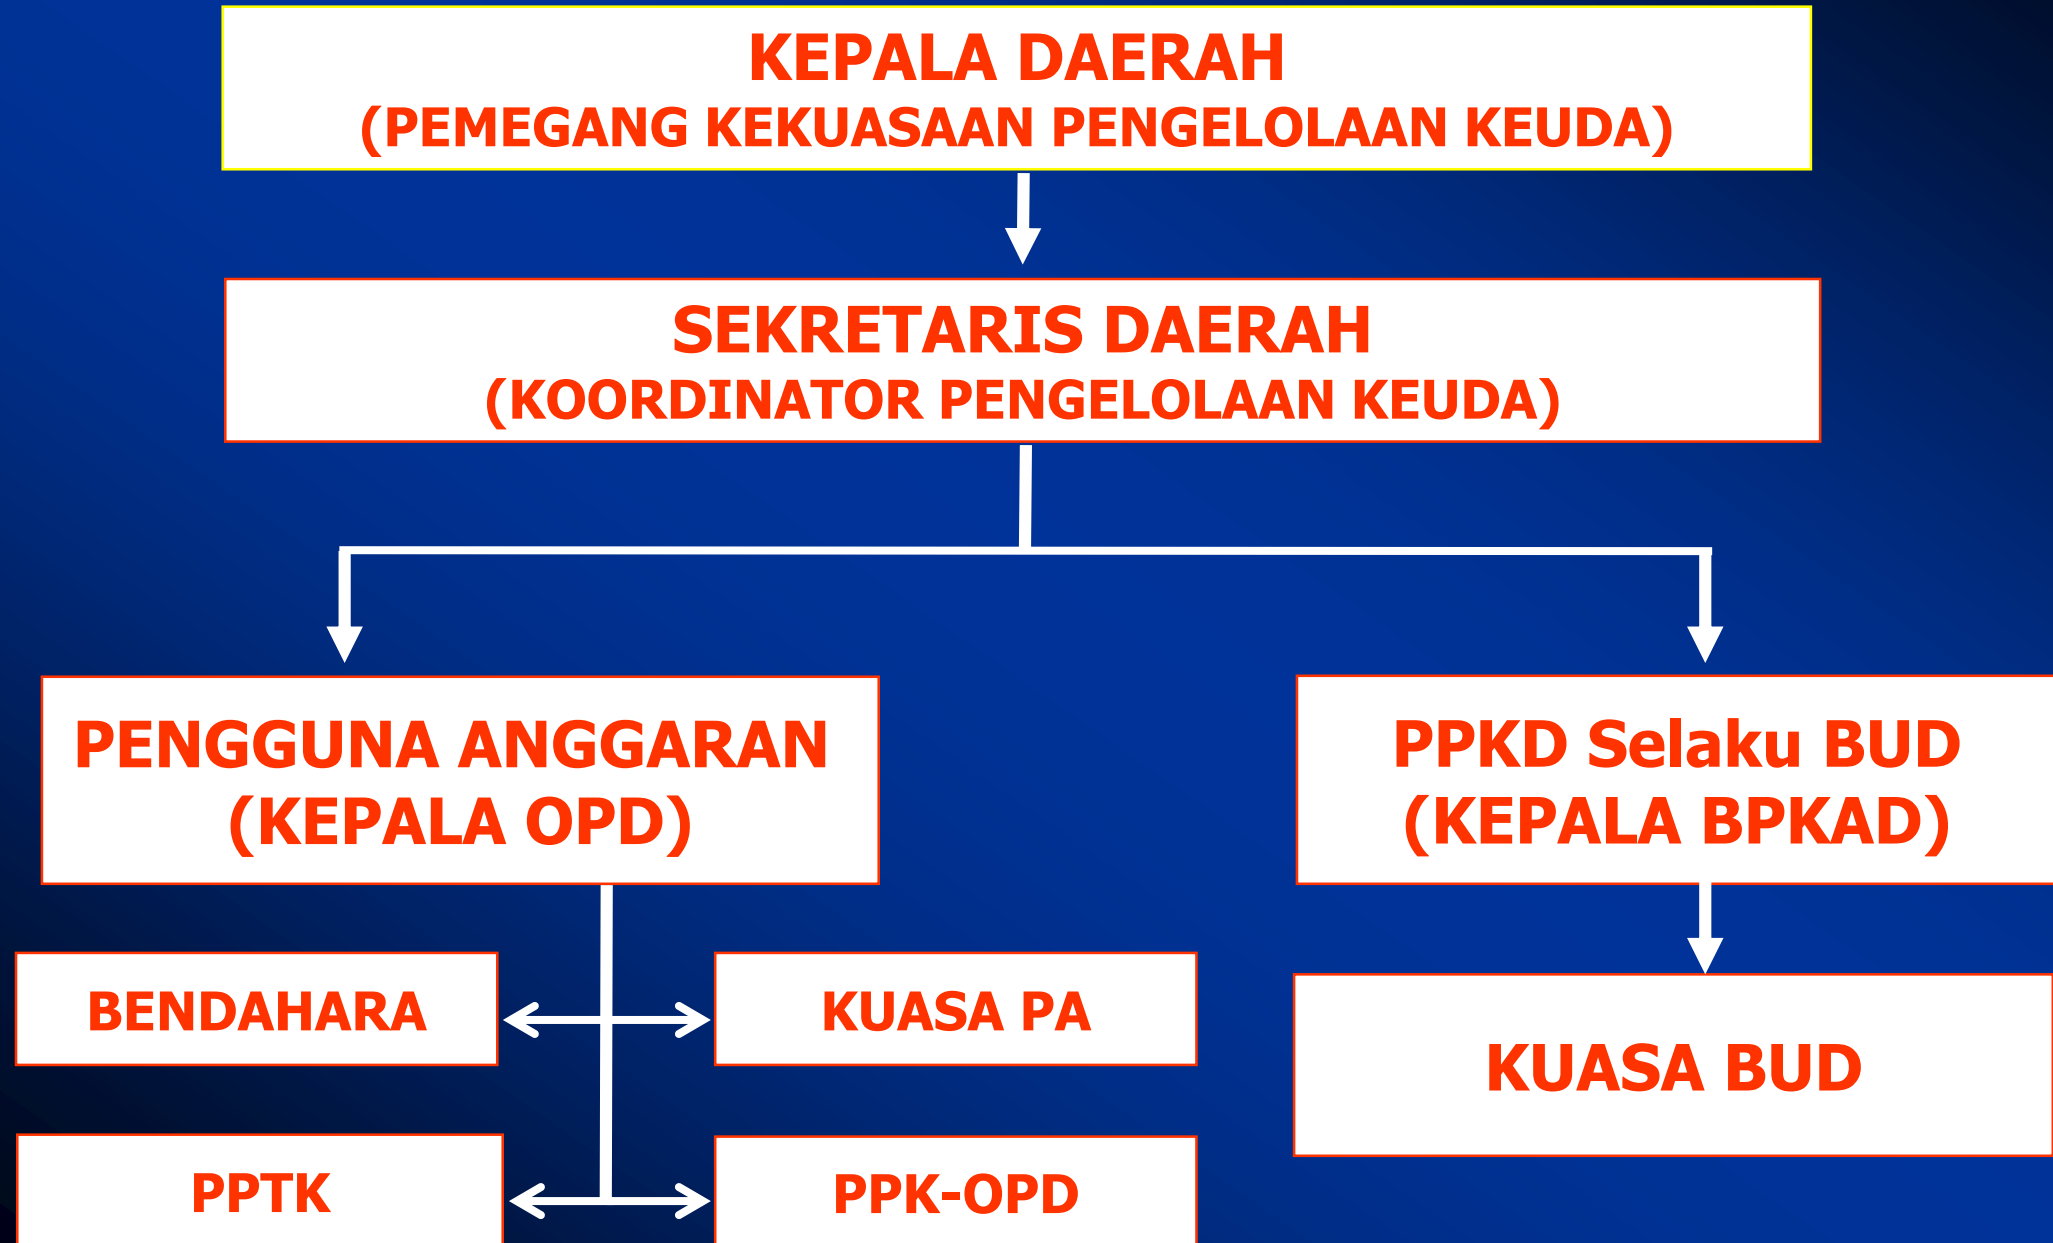 KEPALA DAERAH
(PEMEGANG KEKUASAAN PENGELOLAAN KEUDA)
SEKRETARIS DAERAH
(KOORDINATOR PENGELOLAAN KEUDA)
PENGGUNA ANGGARAN
(KEPALA OPD)
PPKD Selaku BUD
(KEPALA BPKAD)
BENDAHARA
KUASA PA
KUASA BUD
PPTK
PPK-OPD